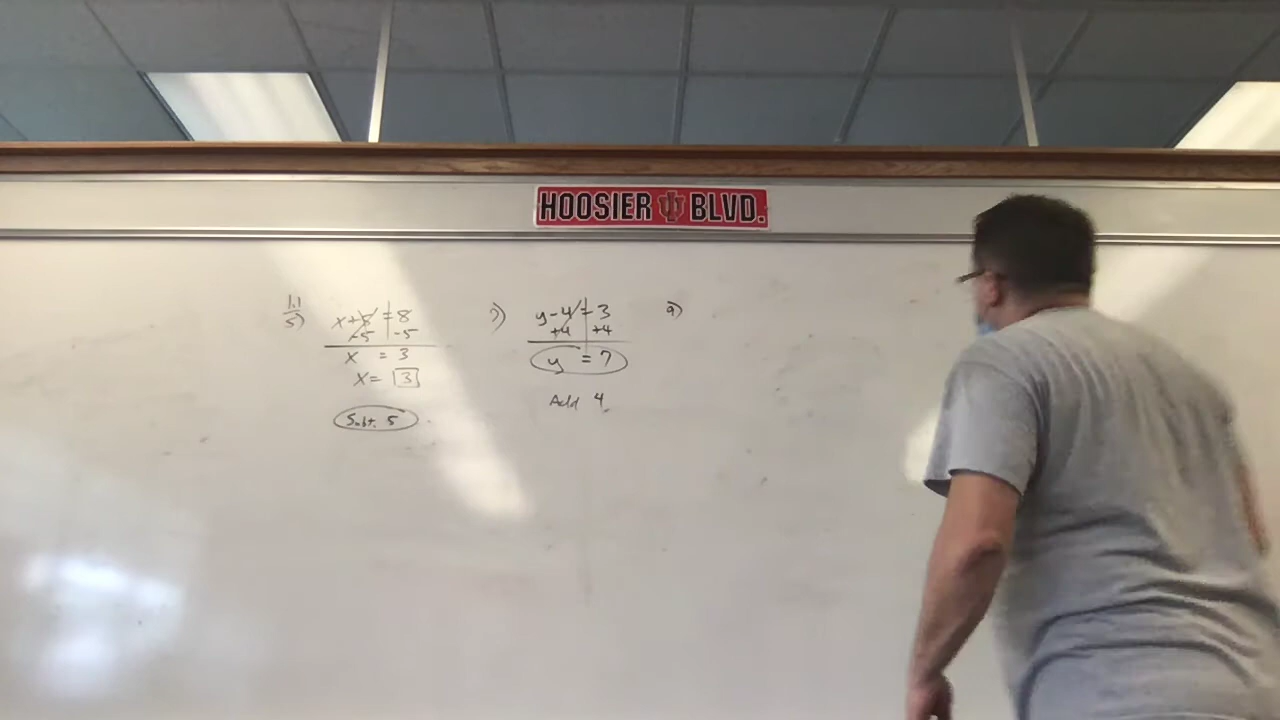 HOOSIER IU BLVD.
1.1
5)
x+5 = 8
-5 -5
x = 3
x = 3
Subt. 5
7)
y-4 = 3
+4 +4
y = 7
Add 4
9)